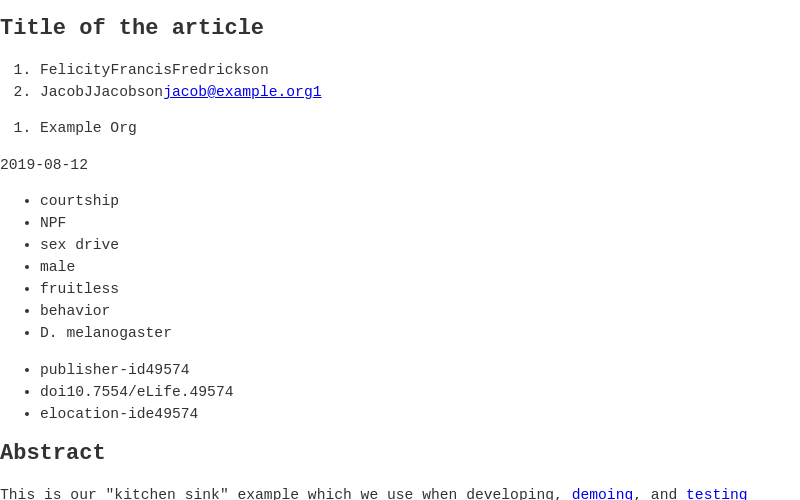 Title of the article
1. FelicityFrancisFredrickson
2. JacobJJacobsonjacob@example.org1
1. Example Org
2019-08-12
• courtship
• NPF
• sex drive
• male
• fruitless
• behavior
• D. melanogaster
• publisher-id49574
• doi10.7554/eLife.49574
• elocation-ide49574
Abstract
This is our "kitchen sink" example which we use when developing, demoing, and testing